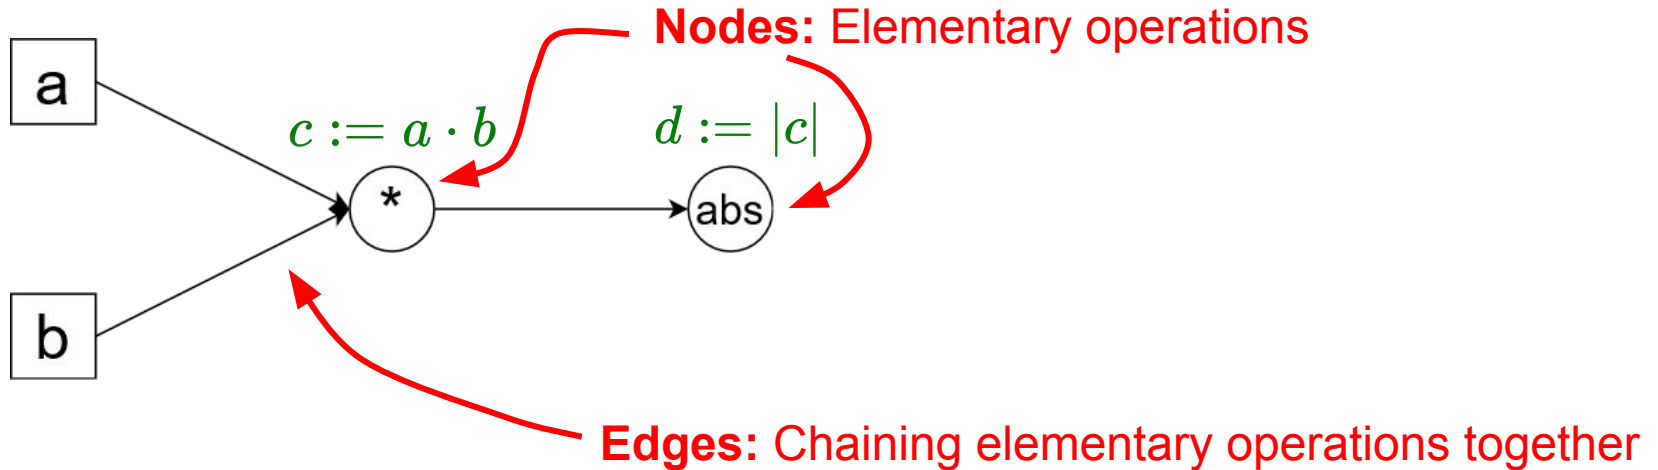 Nodes: Elementary operations
a
c := a · b
d := |c|
*
abs
b
Edges: Chaining elementary operations together